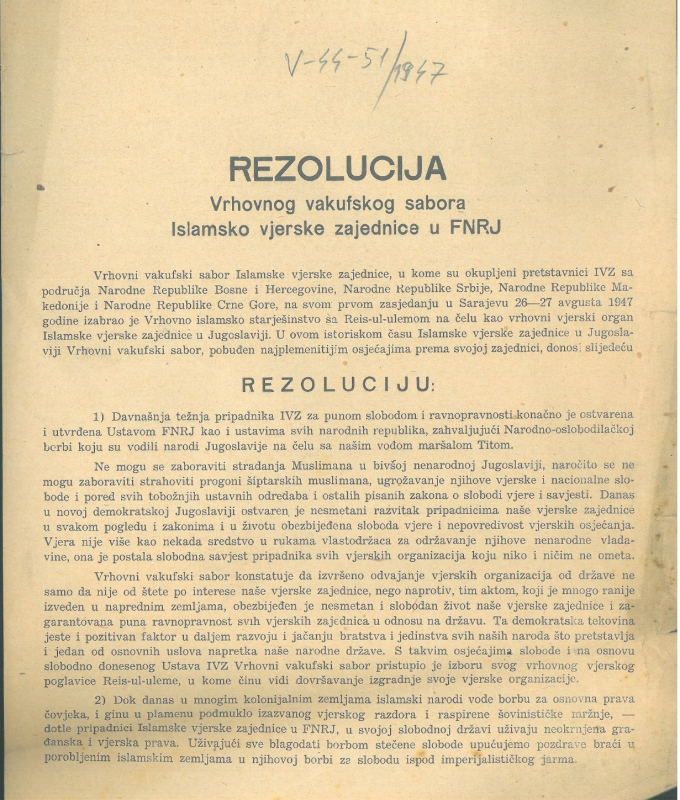 V-44-51/1947
REZOLUCIJA
Vrhovnog vakufskog sabora
Islamsko vjerske zajednice u FNRJ
Vrhovni vakufski sabor Islamske vjerske zajednice, u kome su okupljeni pretstavnici IVZ sa
područja Narodne Republike Bosne i Hercegovine, Narodne Republike Srbije, Narodne Republike Ma-
kedonije i Narodne Republike Crne Gore, na svom prvom zasjedanju u Sarajevu 26—27 avgusta 1947
godine izabrao je Vrhovno islamsko starješinstvo sa Reis-ul-ulemom na čelu kao vrhovni vjerski organ
Islamske vjerske zajednice u Jugoslaviji. U ovom istoriskom času Islamske vjerske zajednice u Jugosla-
viji Vrhovni vakufski sabor, pobuđen najplemenitijim osjećajima prema svojoj zajednici, donosi slijedeću
REZOLUCIJU:
1) Davnašnja težnja pripadnika IVZ za punom slobodom i ravnopravnosti konačno je ostvarena
i utvrđena Ustavom FNRJ kao i ustavima svih narodnih republika, zahvaljujući Narodno-oslobodilačkoj
borbi koju su vodili narodi Jugoslavije na čelu sa našim vođom maršalom Titom.
Ne mogu se zaboraviti stradanja Muslimana u bivšoj nenarodnoj Jugoslaviji, naročito se ne
mogu zaboraviti strahoviti progoni šiptarskih muslimana, ugrožavanje njihove vjerske i nacionalne slo-
bode i pored svih tobožnjih ustavnih odredaba i ostalih pisanih zakona o slobodi vjere i savjesti. Danas
u novoj demokratskoj Jugoslaviji ostvaren je nesmetani razvitak pripadnicima naše vjerske zajednice
u svakom pogledu i zakonima i u životu obezbijeđena sloboda vjere i nepovredivost vjerskih osjećanja.
Vjera nije više kao nekada sredstvo u rukama vlastodržaca za održavanje njihove nenarodne vlada-
vine, ona je postala slobodna savjest pripadnika svih vjerskih organizacija koju niko i ničim ne ometa.
Vrhovni vakufski sabor konstatuje da izvršeno odvajanje vjerskih organizacija od države ne
samo da nije od štete po interese naše vjerske zajednice, nego naprotiv, tim aktom, koji je mnogo ranije
izveden u naprednim zemljama, obezbijeđen je nesmetan i slobodan život naše vjerske zajednice i za-
garantovana puna ravnopravnost svih vjerskih zajednica u odnosu na državu. Ta demokratska tekovina
jeste i pozitivan faktor u daljem razvoju i jačanju bratstva i jedinstva svih naših naroda što pretstavlja
i jedan od osnovnih uslova napretka naše narodne države. S takvim osjećajima slobode i na osnovu
slobodno donesenog Ustava IVZ Vrhovni vakufski sabor pristupio je izboru svog vrhovnog vjerskog
poglavice Reis-ul-uleme, u kome činu vidi dovršavanje izgradnje svoje vjerske organizacije.
2) Dok danas u mnogim kolonijalnim zemljama islamski narodi vode borbu za osnovna prava
čovjeka, i ginu u plamenu podmuklo izazvanog vjerskog razdora i raspirene šovinističke mržnje, —
dotle pripadnici Islamske vjerske zajednice u FNRJ, u svojoj slobodnoj državi uživaju neokrnjena gra-
đanska i vjerska prava. Uživajući sve blagodati borbom stečene slobode upućujemo pozdrave braći u
porobljenim islamskim zemljama u njihovoj borbi za slobodu ispod imperijalističkog jarma.